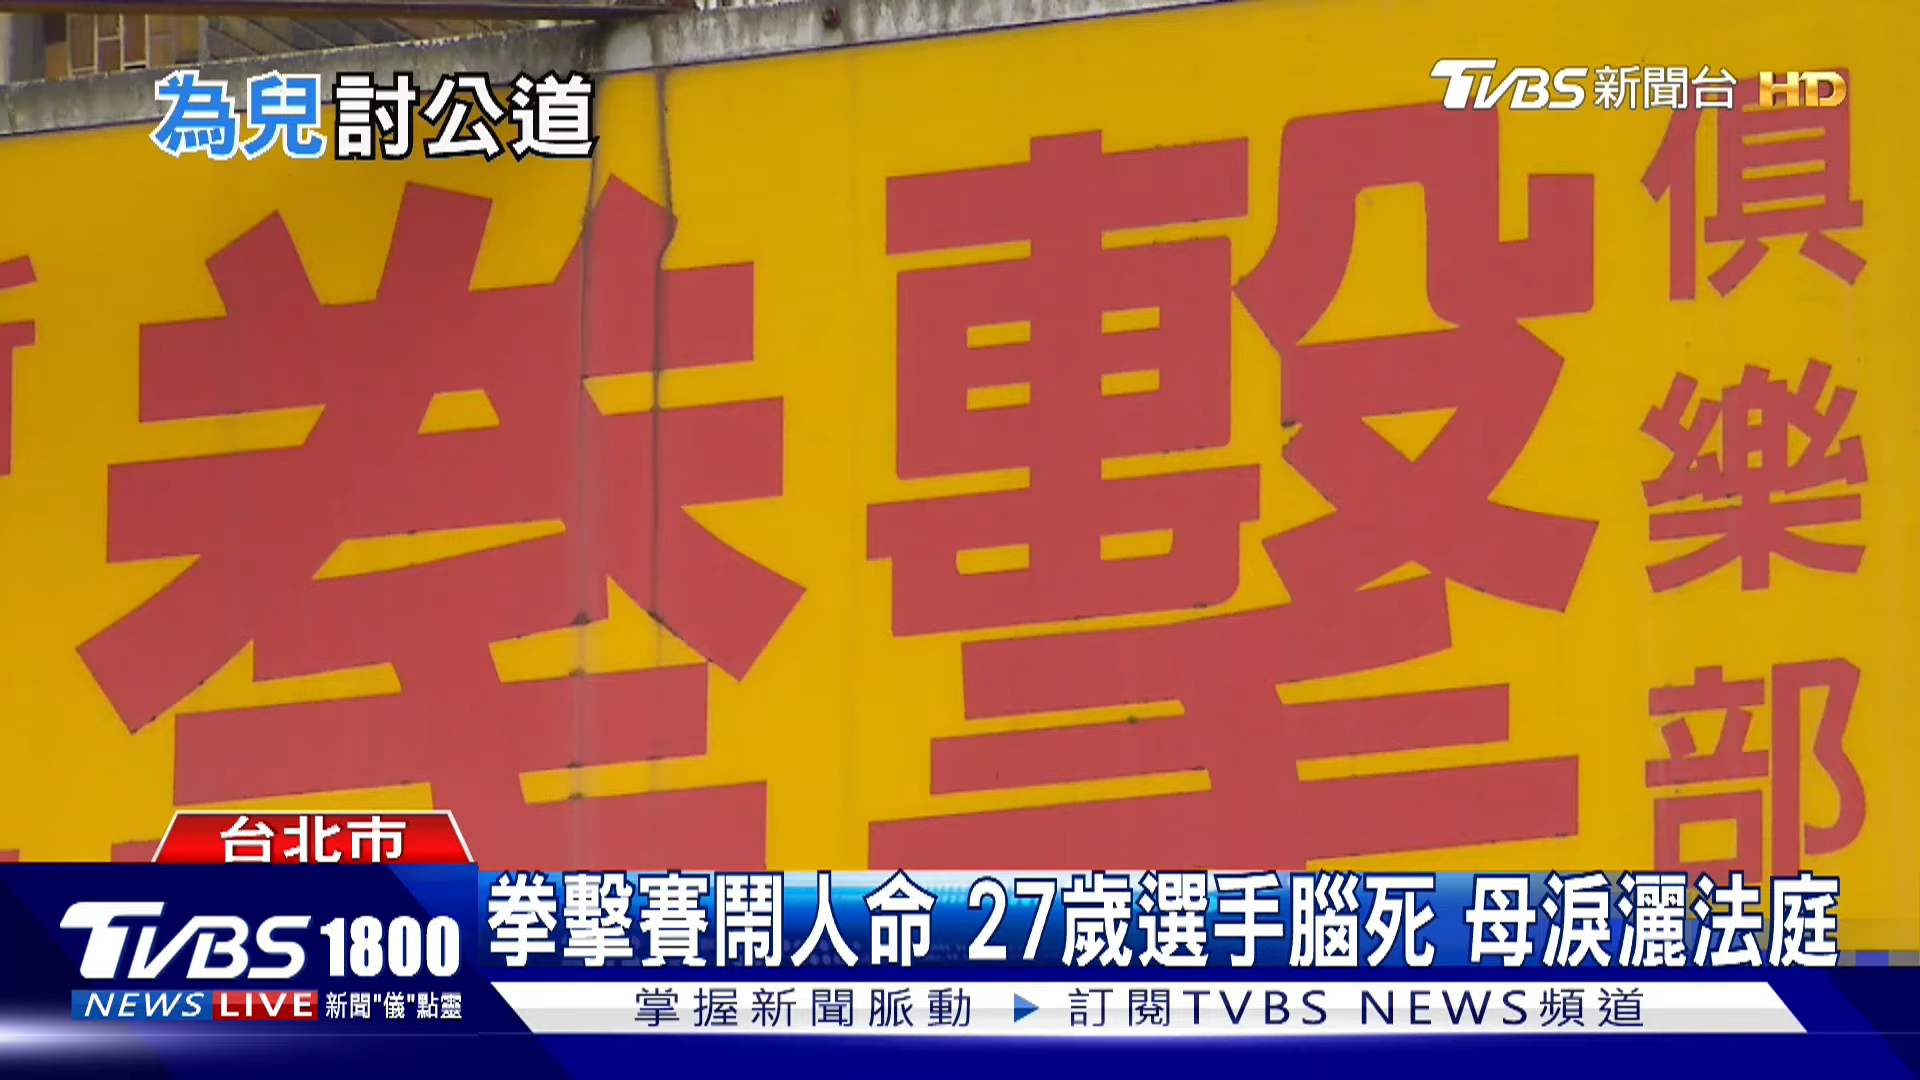 為兒討公道
TVBS新聞台 HD
拳擊
俱樂部
台北市
拳擊賽鬧人命 27歲選手腦死 母淚灑法庭
TVBS 1800
NEWS LIVE 新聞"儀"點靈
掌握新聞脈動 ▶ 訂閱TVBS NEWS頻道